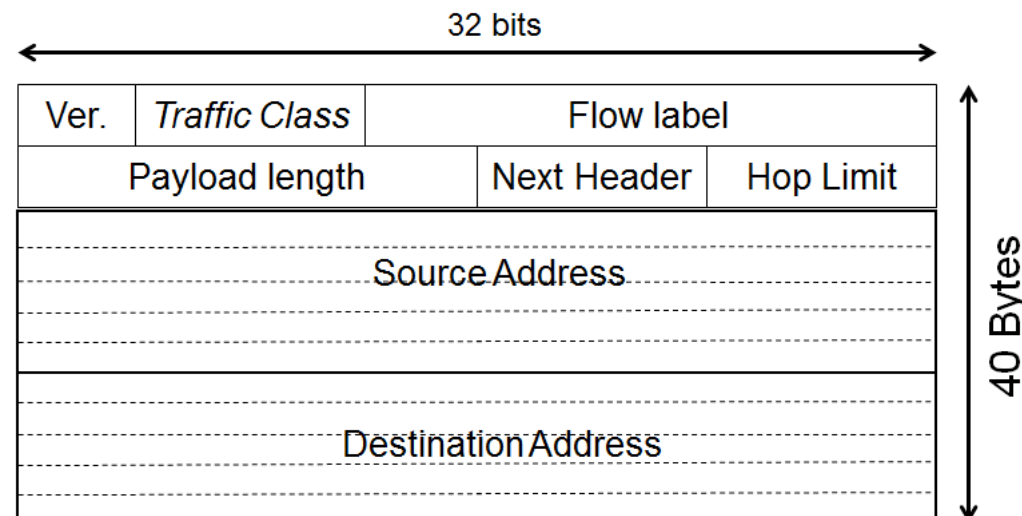 32 bits
Ver. Traffic Class Flow label
Payload length Next Header Hop Limit
Source Address
Destination Address
40 Bytes